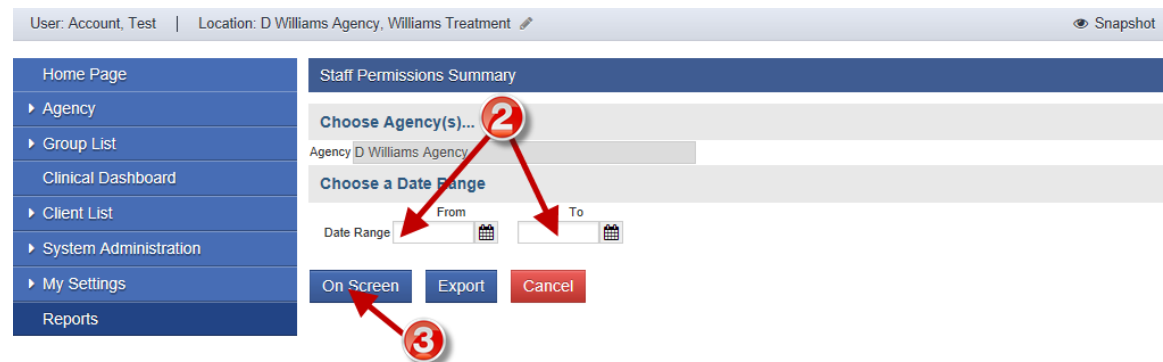 User: Account, Test | Location: D Williams Agency, Williams Treatment Snapshot
Home Page
Agency
Group List
Clinical Dashboard
Client List
System Administration
My Settings
Reports
Staff Permissions Summary
Choose Agency(s)...
2
Agency D Williams Agency
Choose a Date Range
From To
Date Range
On Screen Export Cancel
3